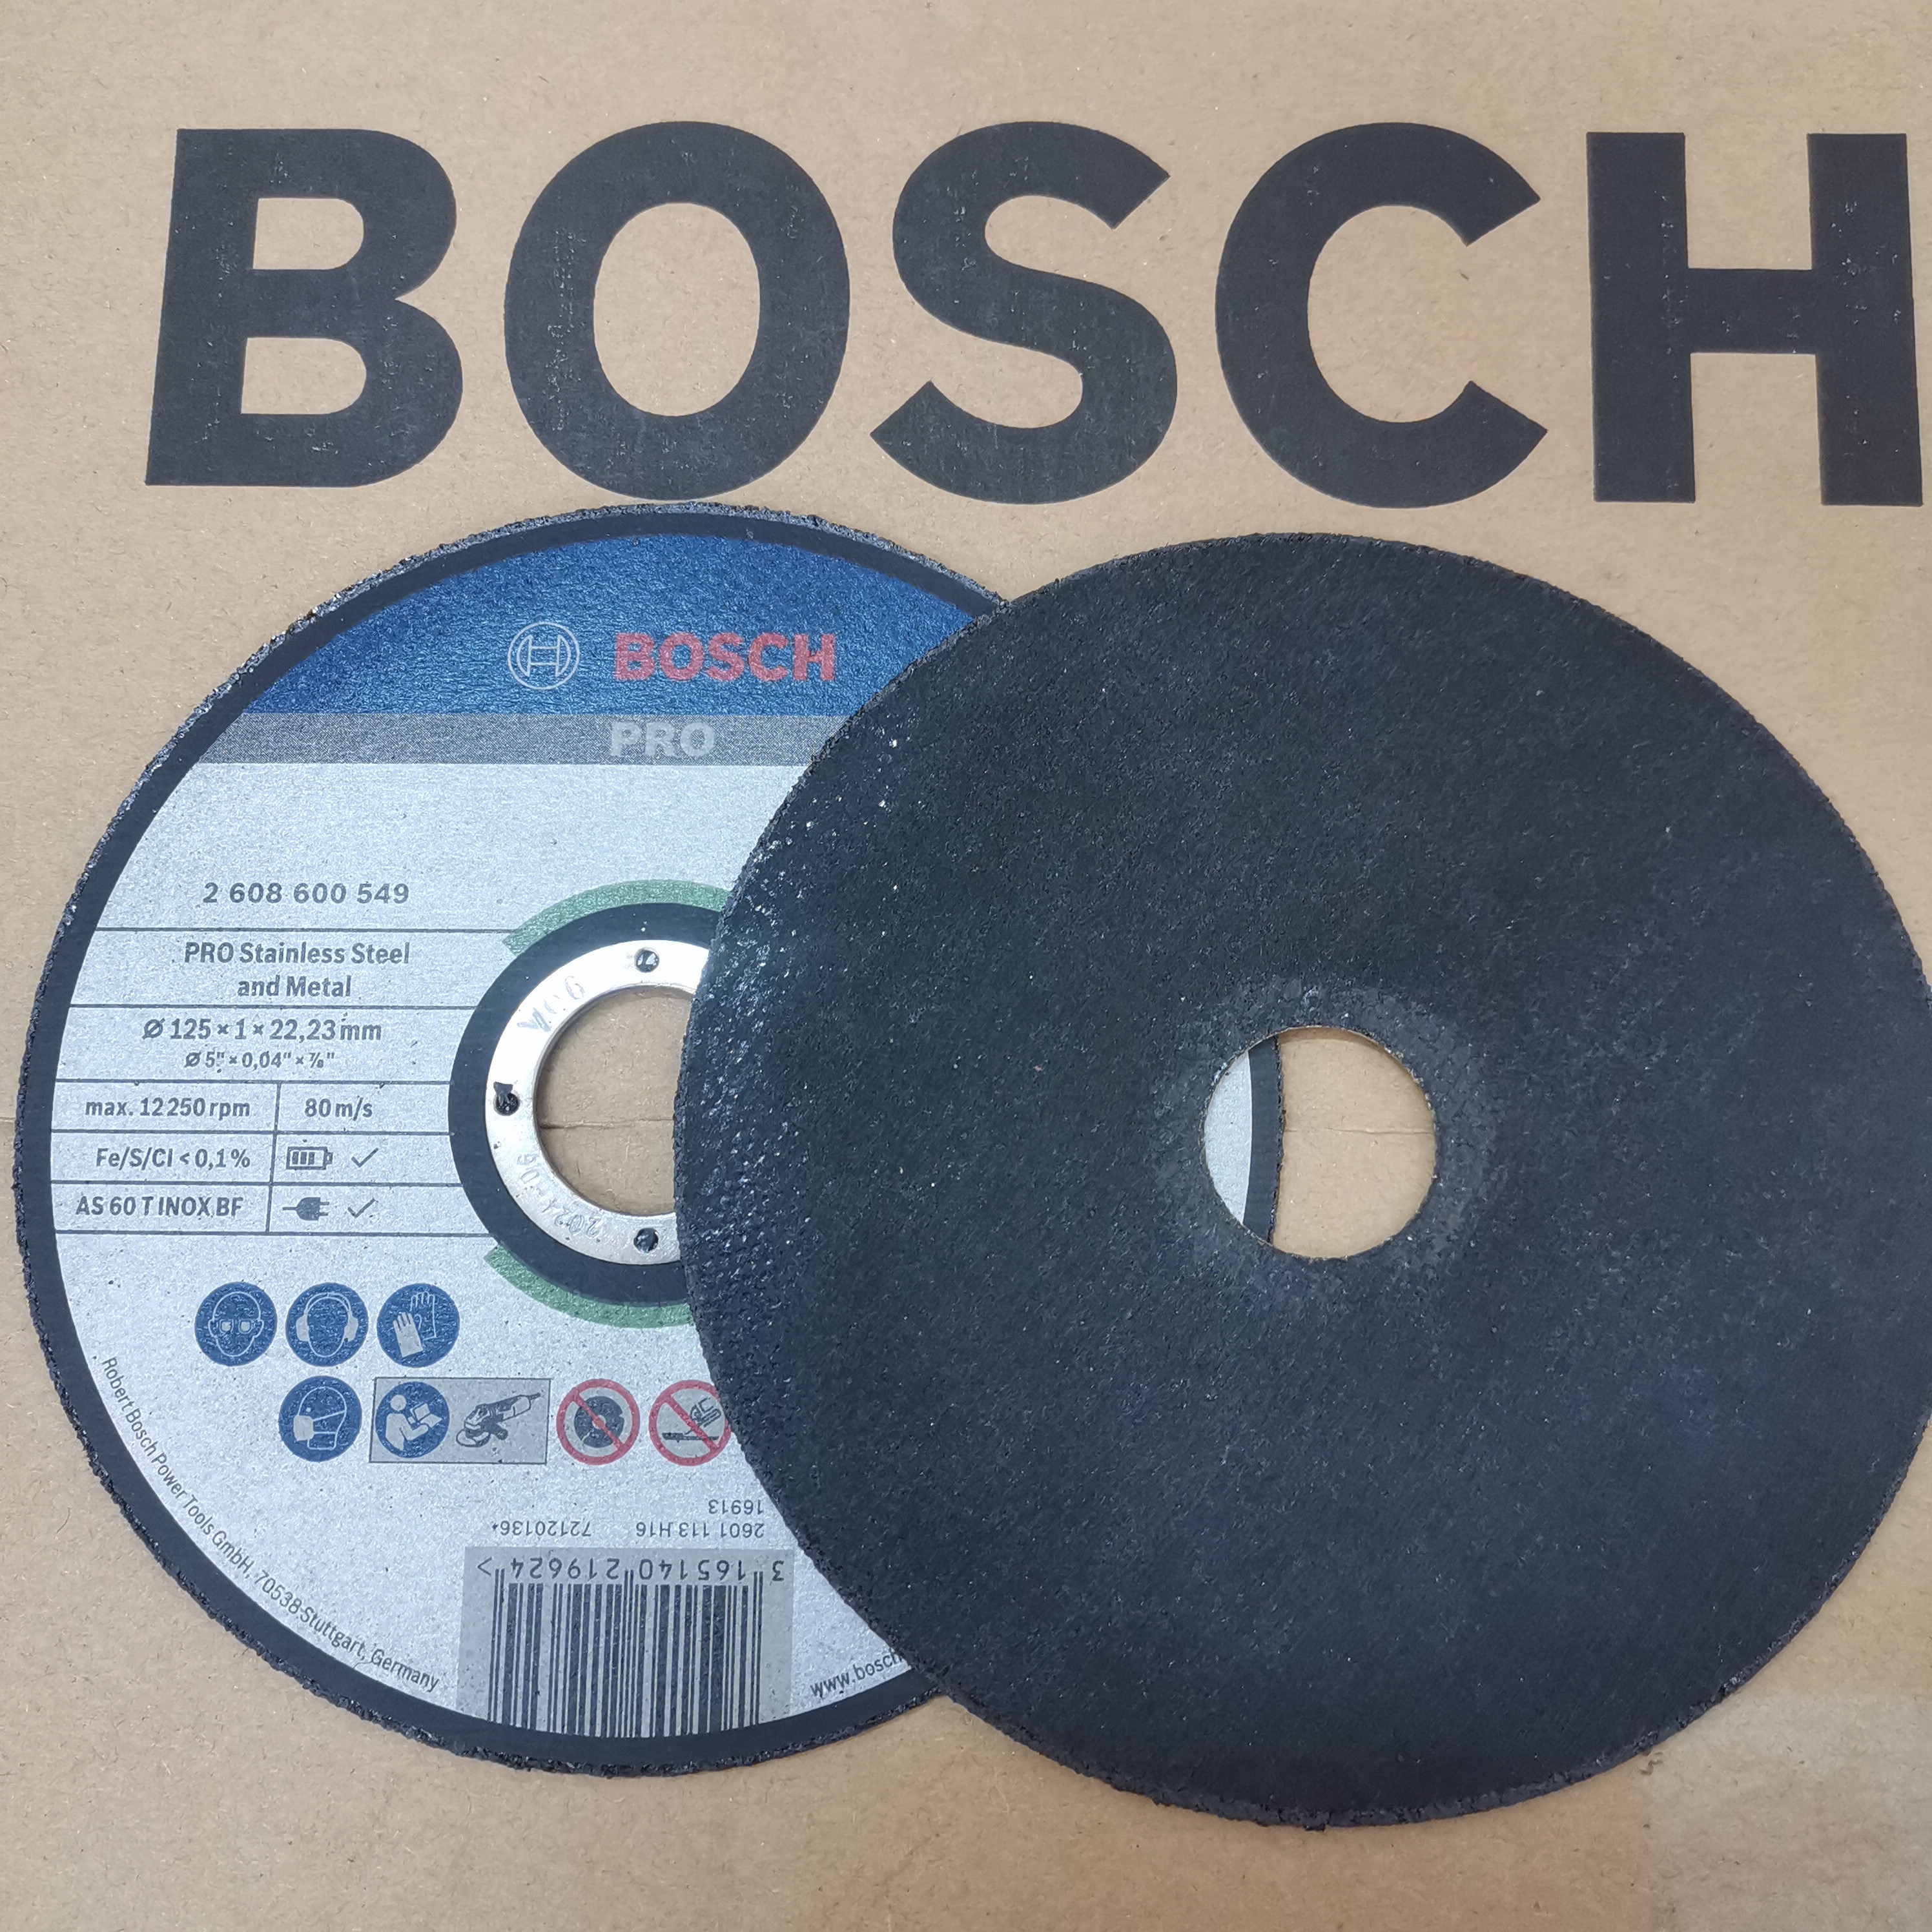 BOSCH
BOSCH
PRO
2 608 600 549
PRO Stainless Steel
and Metal
Ø 125 × 1 × 22,23 mm
Ø 5" × 0,04" × ⅞"
max. 12 250 rpm
80 m/s
Fe/S/Cl < 0,1%
AS 60 T INOX BF
Robert Bosch Power Tools GmbH, 70538 Stuttgart, Germany
www.bosch
16913
2601 113 H16 72120136
3 165140 219624 >